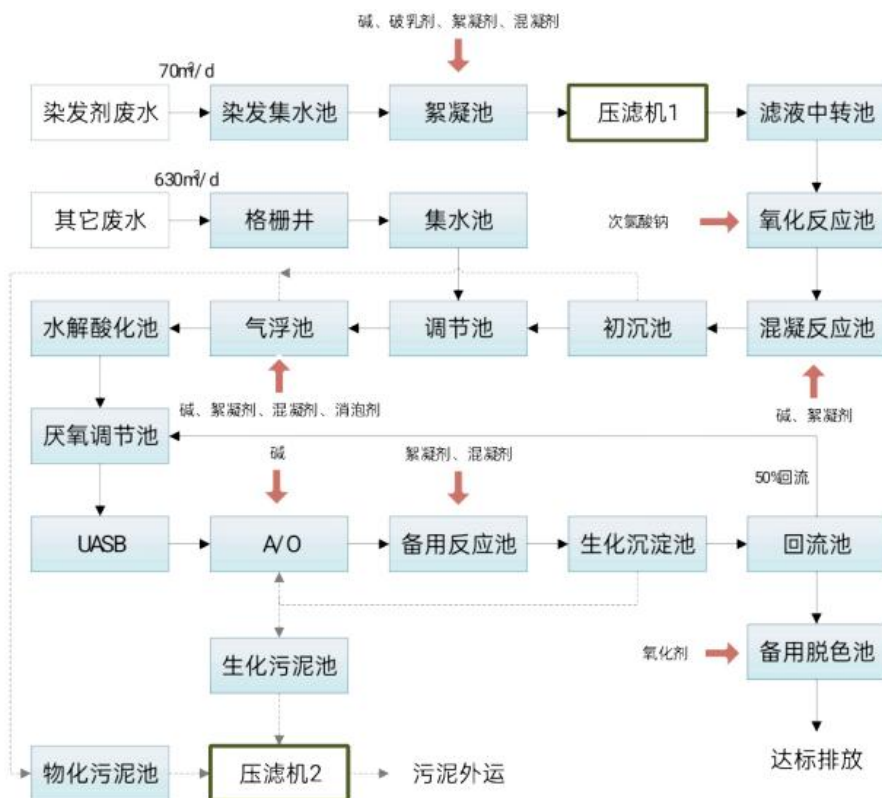 碱、破乳剂、絮凝剂、混凝剂
70m³/d
染发剂废水
染发集水池
絮凝池
压滤机1
滤液中转池
630m³/d
其它废水
格栅井
集水池
次氯酸钠
氧化反应池
水解酸化池
气浮池
调节池
初沉池
混凝反应池
碱、絮凝剂、混凝剂、消泡剂
碱、絮凝剂
厌氧调节池
碱
絮凝剂、混凝剂
50%回流
UASB
A/O
备用反应池
生化沉淀池
回流池
生化污泥池
氧化剂
备用脱色池
物化污泥池
压滤机2
污泥外运
达标排放